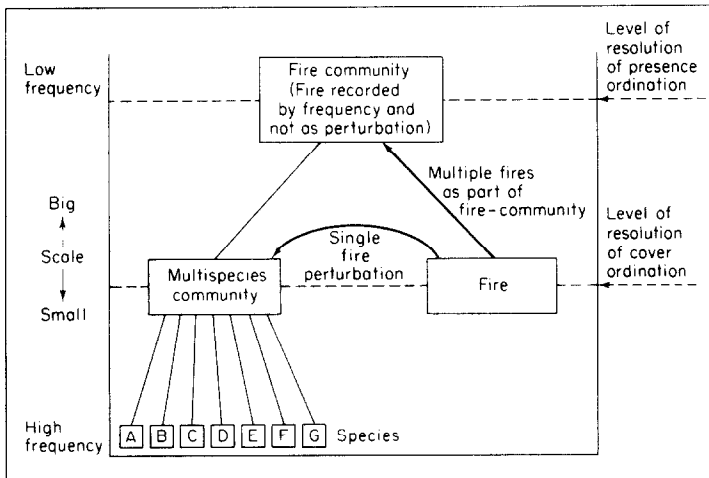 Low
frequency
Fire community
(Fire recorded
by frequency and
not as perturbation)
Level of
resolution
of presence
ordination
Multiple fires
as part of
fire-community
Big
Scale
Small
Single
fire
perturbation
Level of
resolution
of cover
ordination
Multispecies
community
Fire
High
frequency
A B C D E F G Species